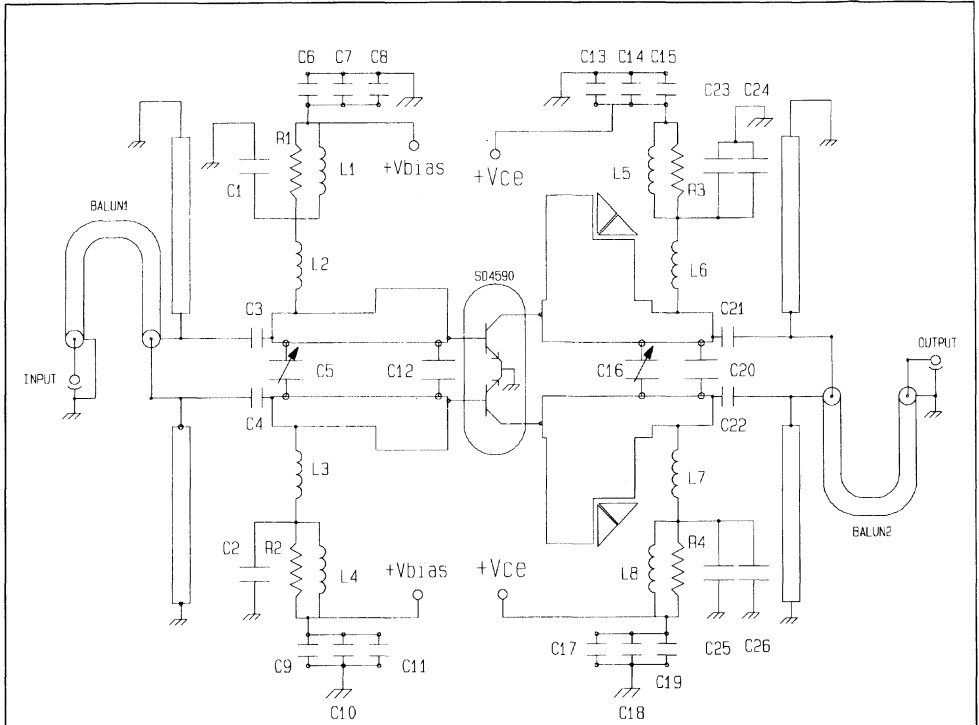 C6 C7 C8
C13 C14 C15
C23 C24
R1
L1
+Vbias
+Vce
L5
R3
C1
BALUN1
L2
L6
SD4590
C3
C21
C5
C12
C16
C20
INPUT
OUTPUT
C4
C22
L3
L7
BALUN2
C2
R2
L4
+Vbias
+Vce
L8
R4
C9
C11
C17
C25
C26
C19
C10
C18